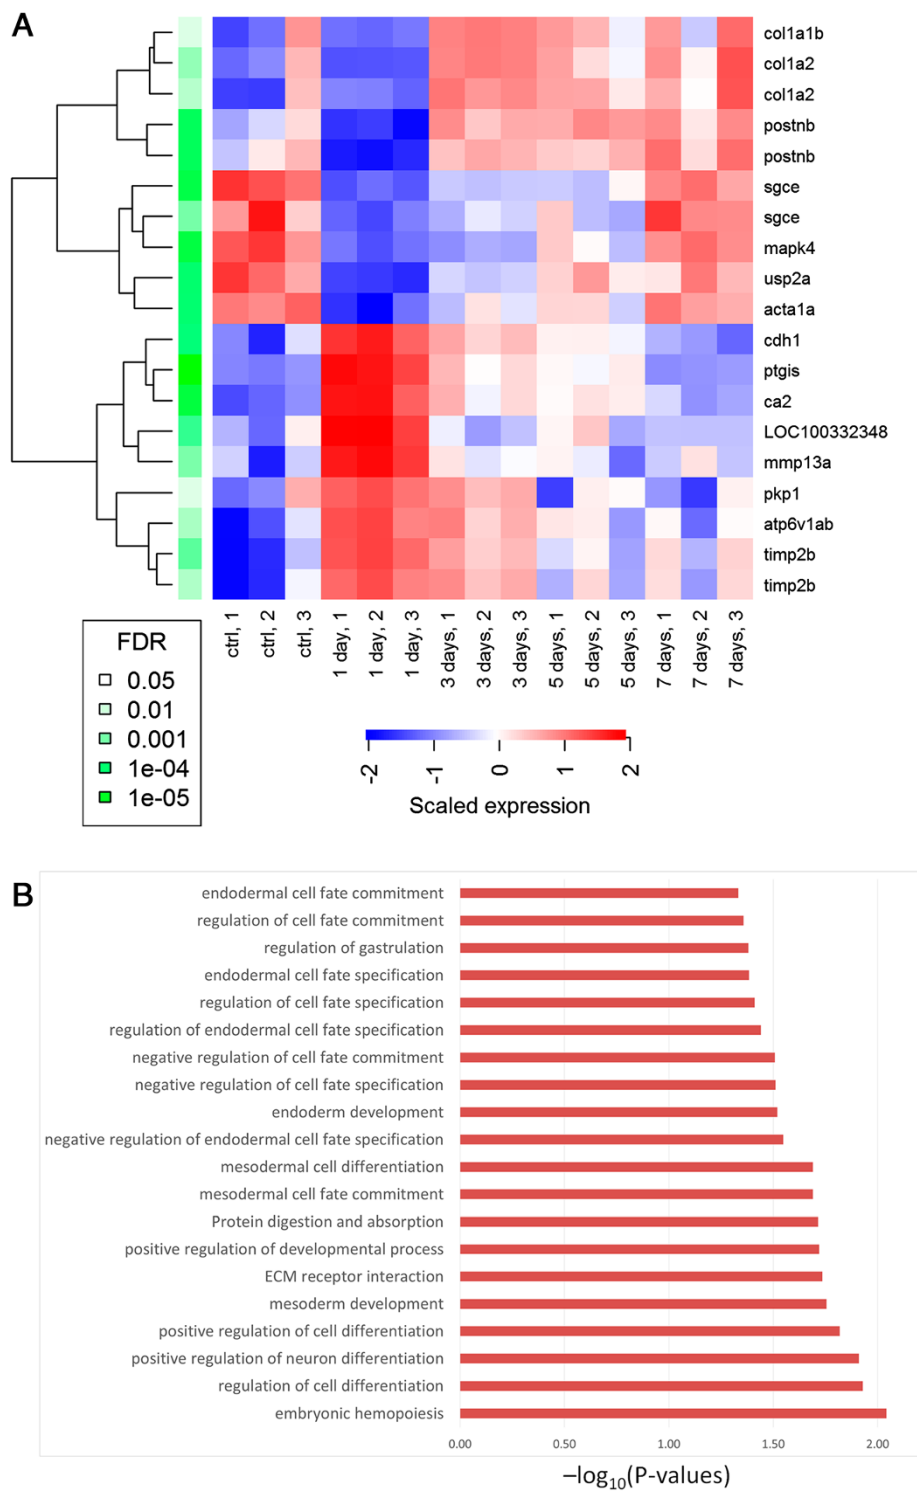 A
col1a1b
col1a2
col1a2
postnb
postnb
sgce
sgce
mapk4
usp2a
acta1a
cdh1
ptgis
ca2
LOC100332348
mmp13a
pkp1
atp6v1ab
timp2b
timp2b
ctrl, 1
ctrl, 2
ctrl, 3
1 day, 1
1 day, 2
1 day, 3
3 days, 1
3 days, 2
3 days, 3
5 days, 1
5 days, 2
5 days, 3
7 days, 1
7 days, 2
7 days, 3
FDR
0.05
0.01
0.001
1e-04
1e-05
-2 -1 0 1 2
Scaled expression
B
endodermal cell fate commitment
regulation of cell fate commitment
regulation of gastrulation
endodermal cell fate specification
regulation of cell fate specification
regulation of endodermal cell fate specification
negative regulation of cell fate commitment
negative regulation of cell fate specification
endoderm development
negative regulation of endodermal cell fate specification
mesodermal cell differentiation
mesodermal cell fate commitment
Protein digestion and absorption
positive regulation of developmental process
ECM receptor interaction
mesoderm development
positive regulation of cell differentiation
positive regulation of neuron differentiation
regulation of cell differentiation
embryonic hemopoiesis
0.00 0.50 1.00 1.50 2.00
–log10(P-values)